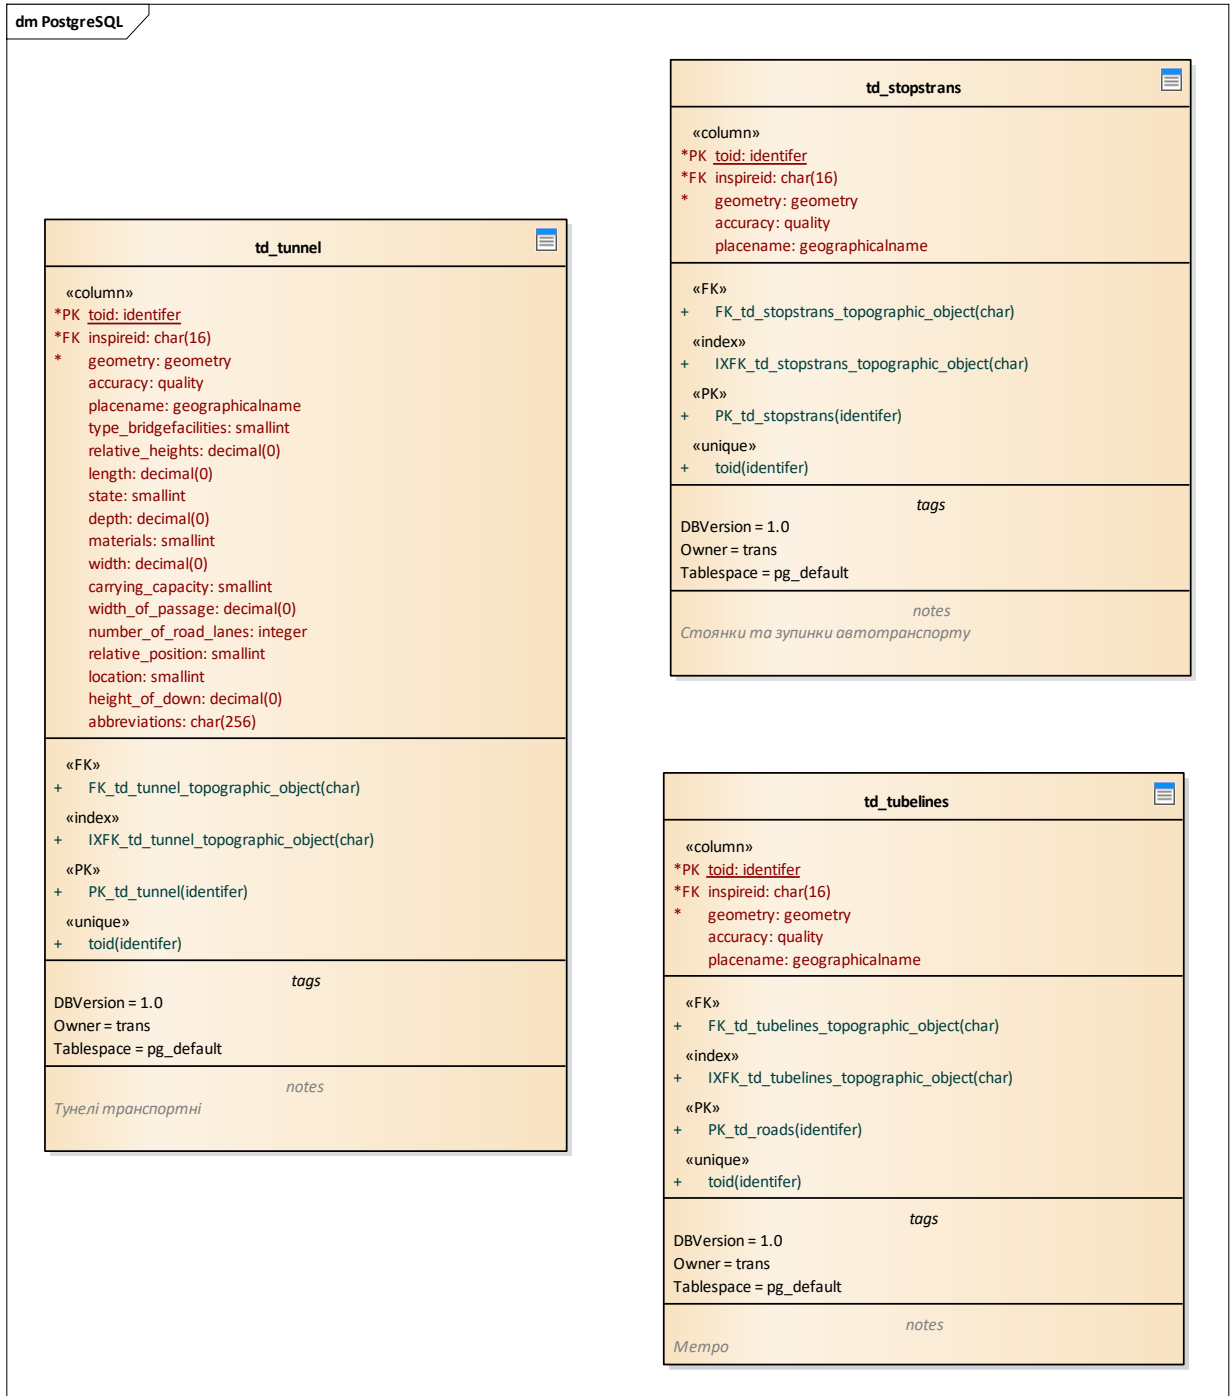 dm PostgreSQL
td_tunnel
«column»
*PK toid: identifer
*FK inspireid: char(16)
* geometry: geometry
accuracy: quality
placename: geographicalname
type_bridgefacilities: smallint
relative_heights: decimal(0)
length: decimal(0)
state: smallint
depth: decimal(0)
materials: smallint
width: decimal(0)
carrying_capacity: smallint
width_of_passage: decimal(0)
number_of_road_lanes: integer
relative_position: smallint
location: smallint
height_of_down: decimal(0)
abbreviations: char(256)
«FK»
+ FK_td_tunnel_topographic_object(char)
«index»
+ IXFK_td_tunnel_topographic_object(char)
«PK»
+ PK_td_tunnel(identifer)
«unique»
+ toid(identifer)
tags
DBVersion = 1.0
Owner = trans
Tablespace = pg_default
notes
Тунелі транспортні
td_stopstrans
«column»
*PK toid: identifer
*FK inspireid: char(16)
* geometry: geometry
accuracy: quality
placename: geographicalname
«FK»
+ FK_td_stopstrans_topographic_object(char)
«index»
+ IXFK_td_stopstrans_topographic_object(char)
«PK»
+ PK_td_stopstrans(identifer)
«unique»
+ toid(identifer)
tags
DBVersion = 1.0
Owner = trans
Tablespace = pg_default
notes
Стоянки та зупинки автотранспорту
td_tubelines
«column»
*PK toid: identifer
*FK inspireid: char(16)
* geometry: geometry
accuracy: quality
placename: geographicalname
«FK»
+ FK_td_tubelines_topographic_object(char)
«index»
+ IXFK_td_tubelines_topographic_object(char)
«PK»
+ PK_td_roads(identifer)
«unique»
+ toid(identifer)
tags
DBVersion = 1.0
Owner = trans
Tablespace = pg_default
notes
Метро